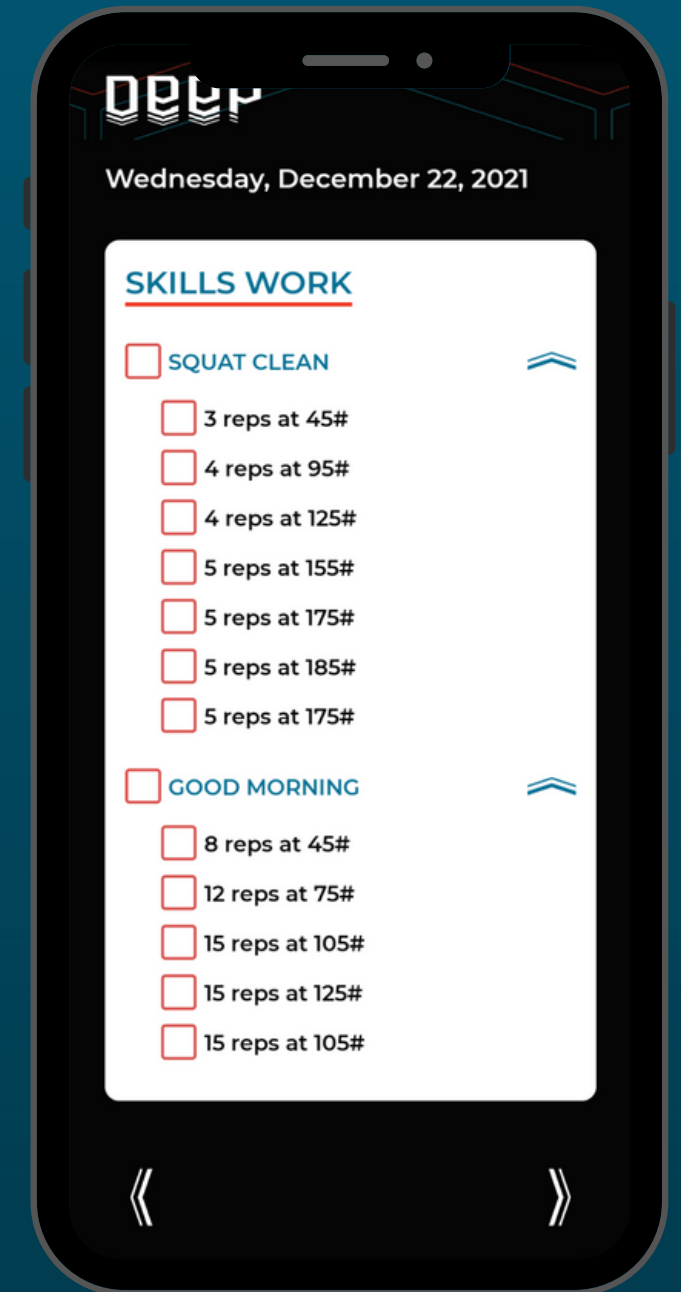 DEEP
Wednesday, December 22, 2021
SKILLS WORK
SQUAT CLEAN
3 reps at 45#
4 reps at 95#
4 reps at 125#
5 reps at 155#
5 reps at 175#
5 reps at 185#
5 reps at 175#
GOOD MORNING
8 reps at 45#
12 reps at 75#
15 reps at 105#
15 reps at 125#
15 reps at 105#